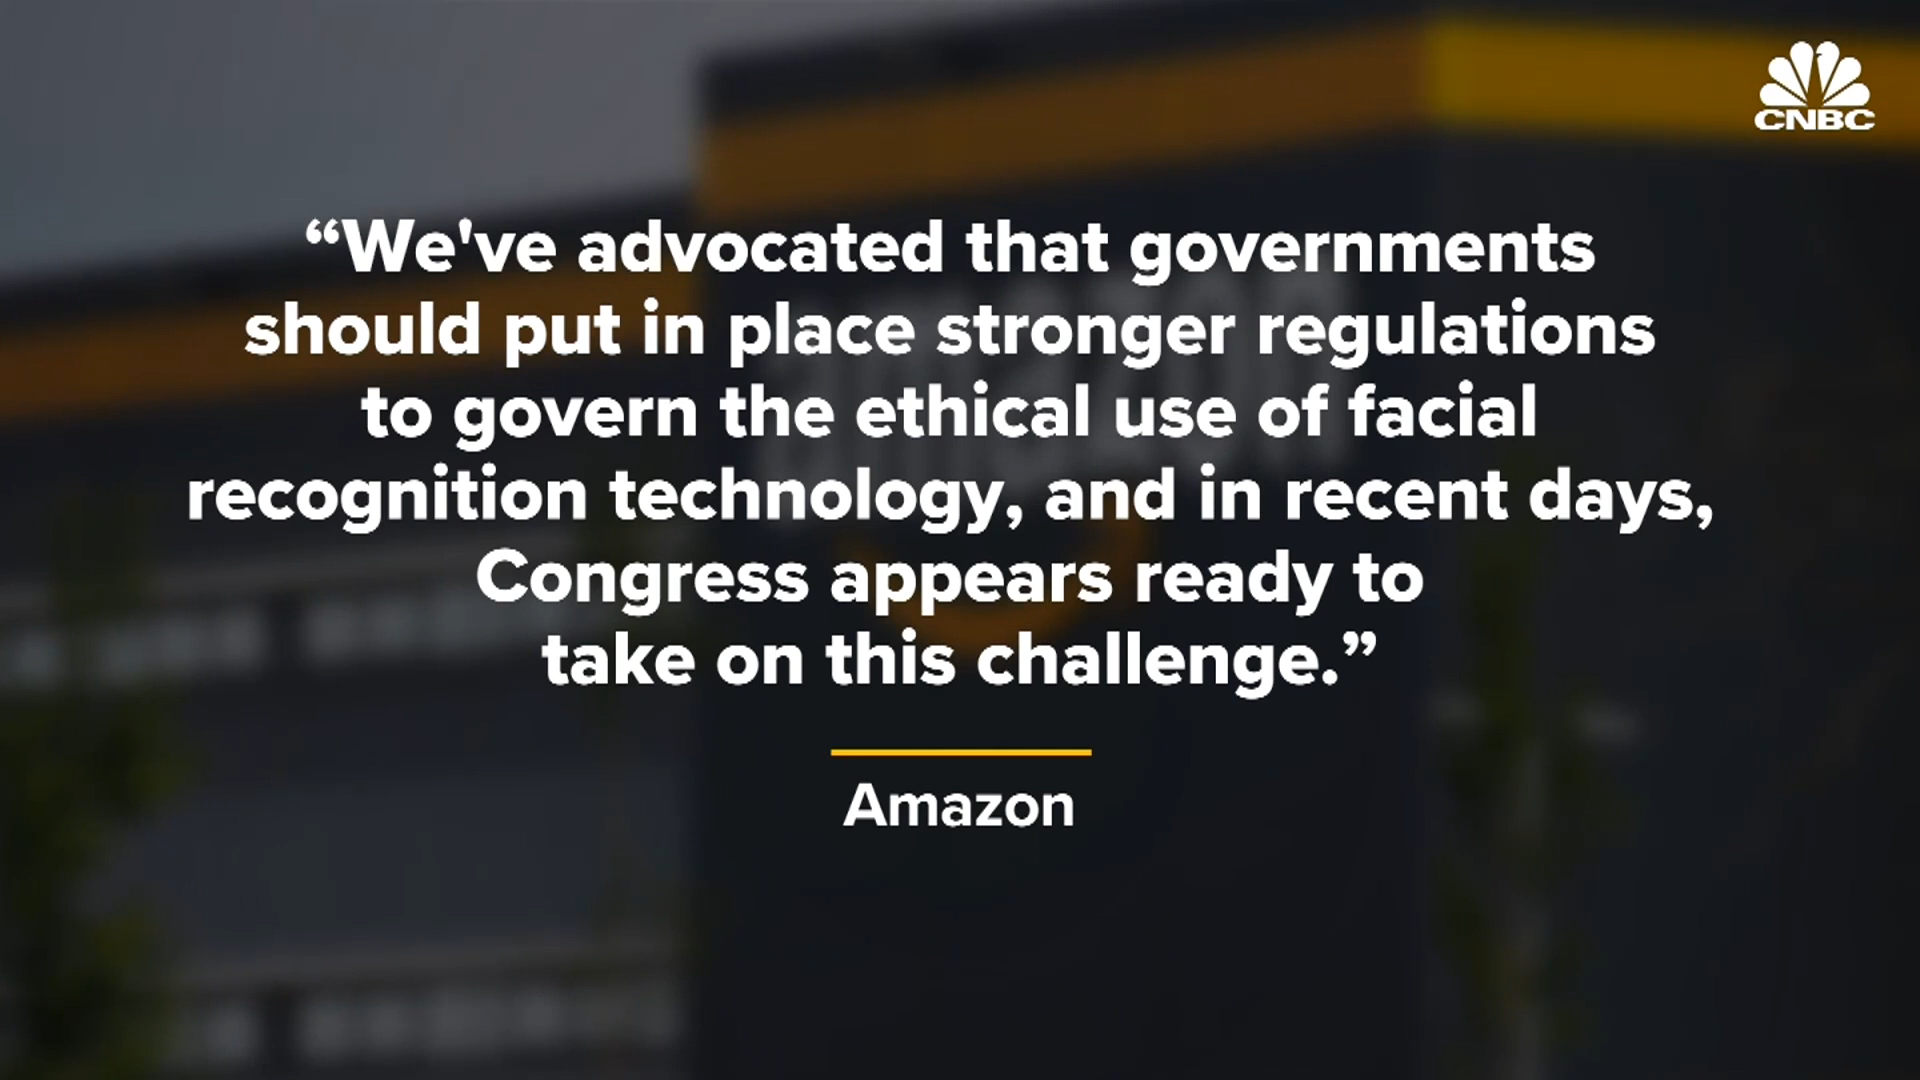 CNBC
“We've advocated that governments
should put in place stronger regulations
to govern the ethical use of facial
recognition technology, and in recent days,
Congress appears ready to
take on this challenge.”
Amazon
amazon